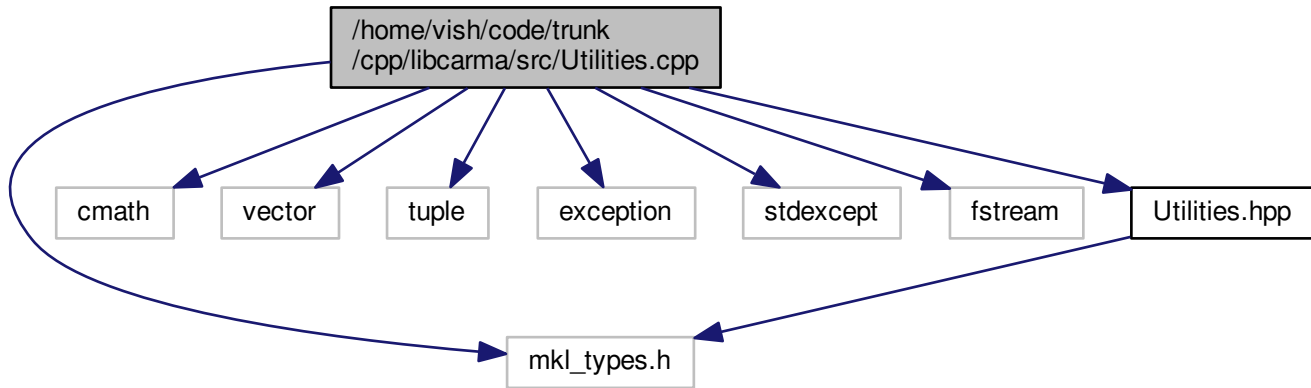 /home/vish/code/trunk
/cpp/libcarma/src/Utilities.cpp
cmath
vector
tuple
exception
stdexcept
fstream
Utilities.hpp
mkl_types.h